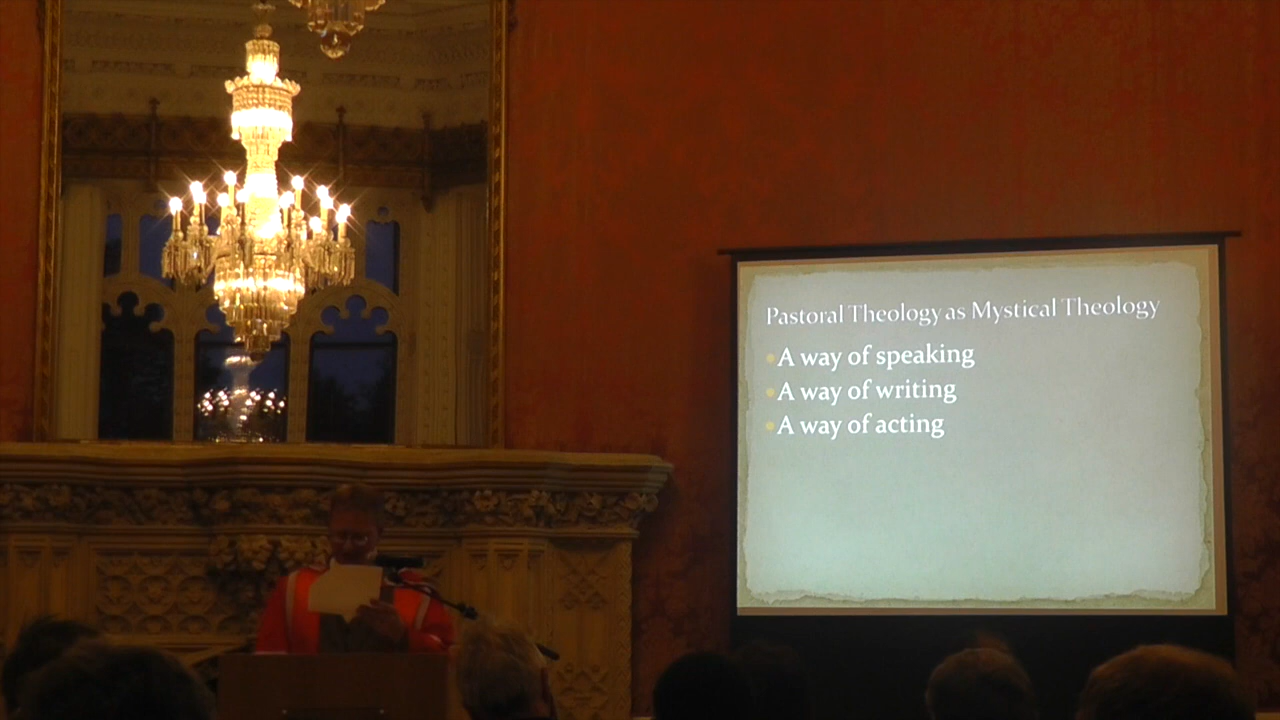 Pastoral Theology as Mystical Theology
A way of speaking
A way of writing
A way of acting